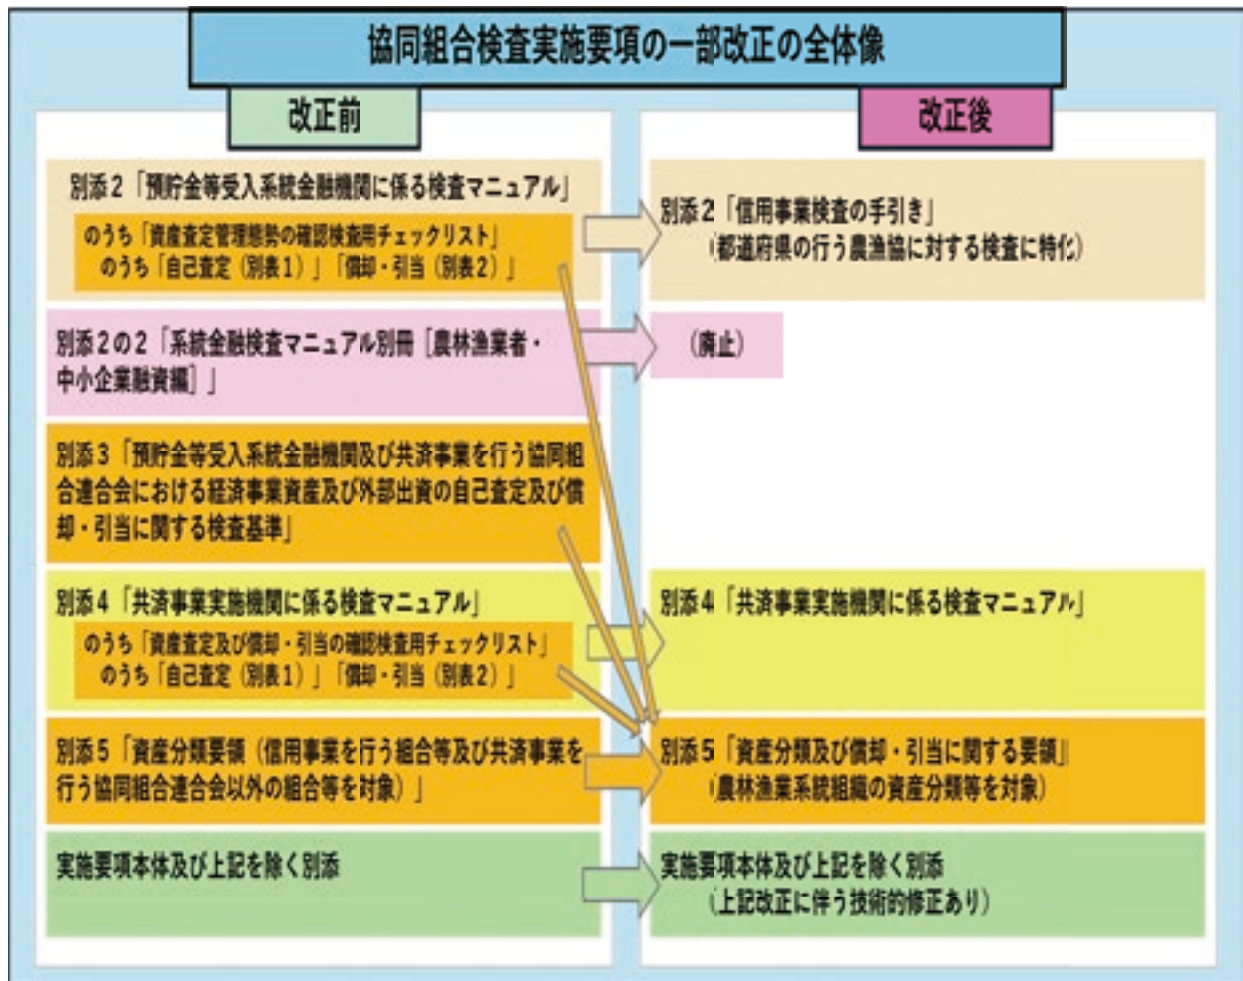 協同組合検査実施要項の一部改正の全体像
改正前
別添2「預貯金等受入系統金融機関に係る検査マニュアル」
のうち「資産査定管理態勢の確認検査用チェックリスト」
のうち「自己査定(別表1)」「償却・引当(別表2)」
別添2の2「系統金融検査マニュアル別冊[農林漁業者・
中小企業融資編]」
別添3「預貯金等受入系統金融機関及び共済事業を行う協同組
合連合会における経済事業資産及び外部出資の自己査定及び償
却・引当に関する検査基準」
別添4「共済事業実施機関に係る検査マニュアル」
のうち「資産査定及び償却・引当の確認検査用チェックリスト」
のうち「自己査定(別表1)」「償却・引当(別表2)」
別添5「資産分類要領(信用事業を行う組合等及び共済事業を
行う協同組合連合会以外の組合等を対象)」
実施要項本体及び上記を除く別添
改正後
別添2「信用事業検査の手引き」
(都道府県の行う農漁協に対する検査に特化)
(廃止)
別添4「共済事業実施機関に係る検査マニュアル」
別添5「資産分類及び償却・引当に関する要領」
(農林漁業系統組織の資産分類等を対象)
実施要項本体及び上記を除く別添
(上記改正に伴う技術的修正あり)